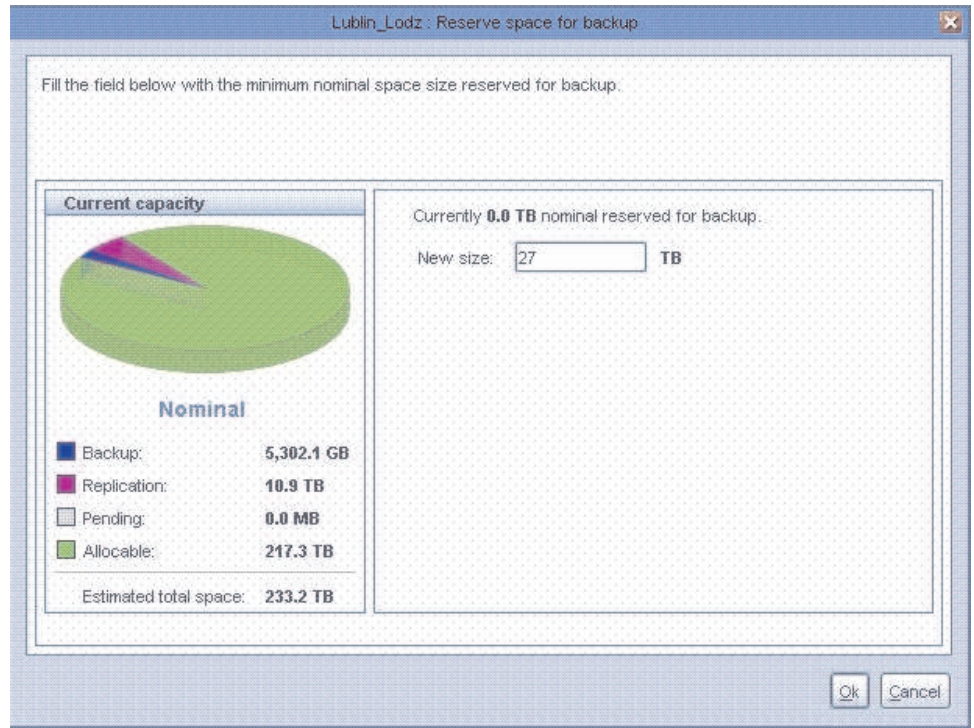 Lublin_Lodz : Reserve space for backup
Fill the field below with the minimum nominal space size reserved for backup.
Current capacity
Nominal
Backup: 5,302.1 GB
Replication: 10.9 TB
Pending: 0.0 MB
Allocable: 217.3 TB
Estimated total space: 233.2 TB
Currently 0.0 TB nominal reserved for backup.
New size: 27 TB
Ok Cancel